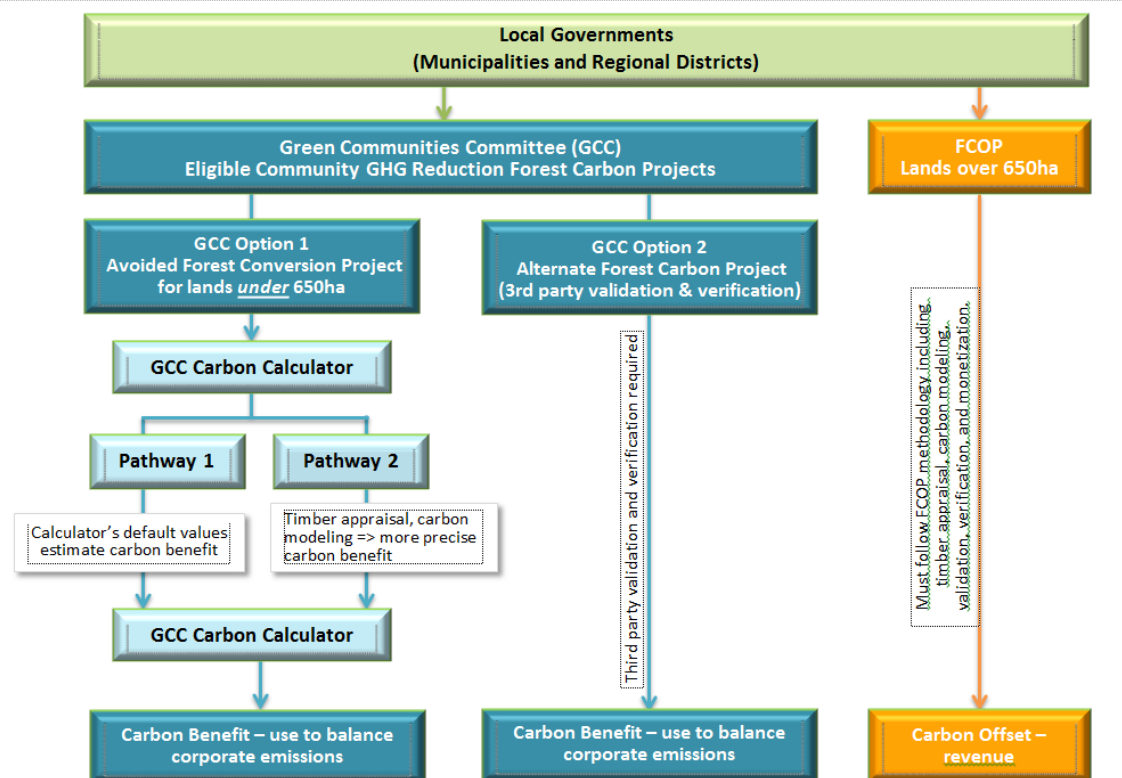 Local Governments
(Municipalities and Regional Districts)
Green Communities Committee (GCC)
Eligible Community GHG Reduction Forest Carbon Projects
FCOP
Lands over 650ha
GCC Option 1
Avoided Forest Conversion Project
for lands under 650ha
GCC Option 2
Alternate Forest Carbon Project
(3rd party validation & verification)
GCC Carbon Calculator
Pathway 1
Pathway 2
Calculator’s default values
estimate carbon benefit
Timber appraisal, carbon
modeling => more precise
carbon benefit
GCC Carbon Calculator
Third party validation and verification required
Must follow FCOP methodology including,
timber appraisal, carbon modeling,
validation, verification, and monetization,
Carbon Benefit – use to balance
corporate emissions
Carbon Benefit – use to balance
corporate emissions
Carbon Offset –
revenue